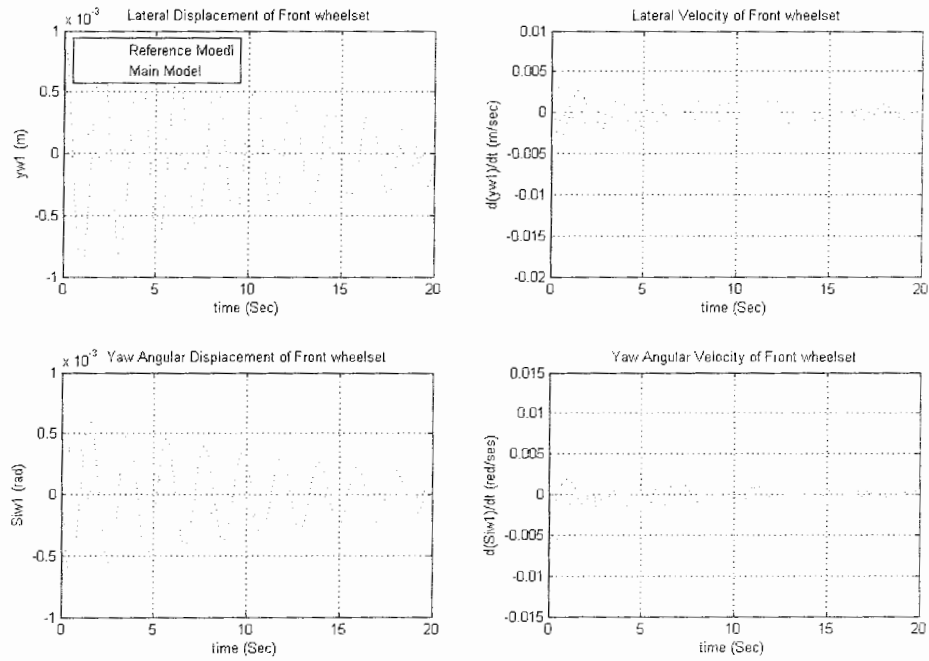 × 10⁻³ Lateral Displacement of Front wheelset
Reference Moedl
Main Model
1
0.5
0
-0.5
-1
yw1 (m)
0 5 10 15 20
time (Sec)
Lateral Velocity of Front wheelset
0.01
0.005
0
-0.005
-0.01
-0.015
-0.02
d(yw1)/dt (m/sec)
0 5 10 15 20
time (Sec)
× 10⁻³ Yaw Angular Displacement of Front wheelset
1
0.5
0
-0.5
-1
Siw1 (rad)
0 5 10 15 20
time (Sec)
Yaw Angular Velocity of Front wheelset
0.015
0.01
0.005
0
-0.005
-0.01
-0.015
d(Siw1)/dt (red/ses)
0 5 10 15 20
time (Sec)